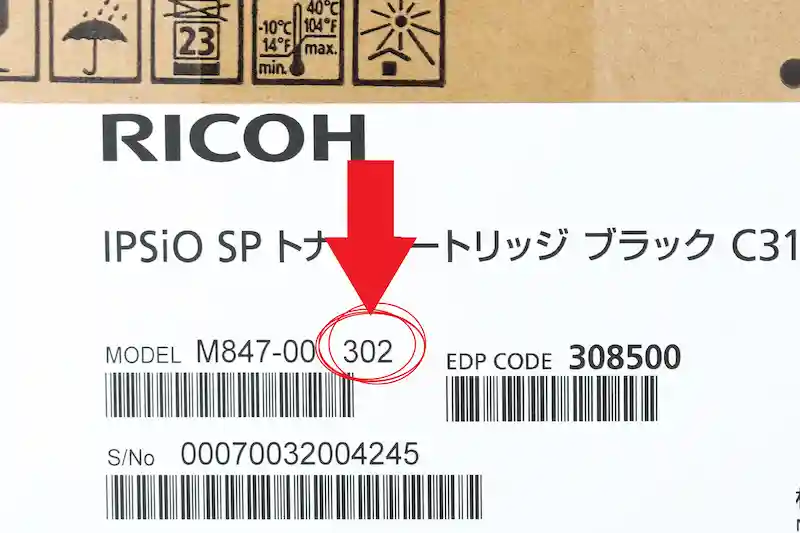 -10℃ 40℃
14°F 104°F
min. max.
23
RICOH
IPSiO SP トナ ートリッジ ブラック C31
MODEL M847-00 302 EDP CODE 308500
S/No 00070032004245